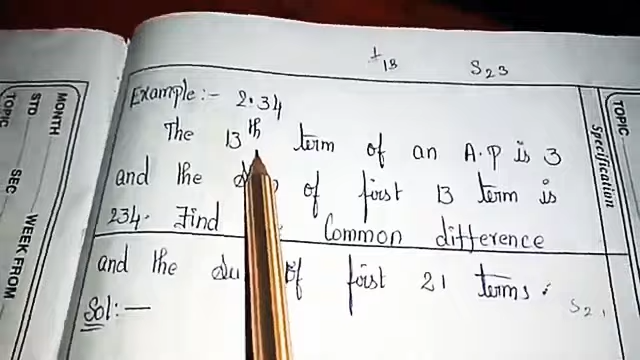 t/13 S23
Example:- 2.34
The 13th term of an A.P is 3
and the of first 13 term is
234. Find Common difference
and the Su of first 21 terms.
S21
Sol:-
MONTH
STD
TOPIC
WEEK FROM
SEC
TOPIC
Specification